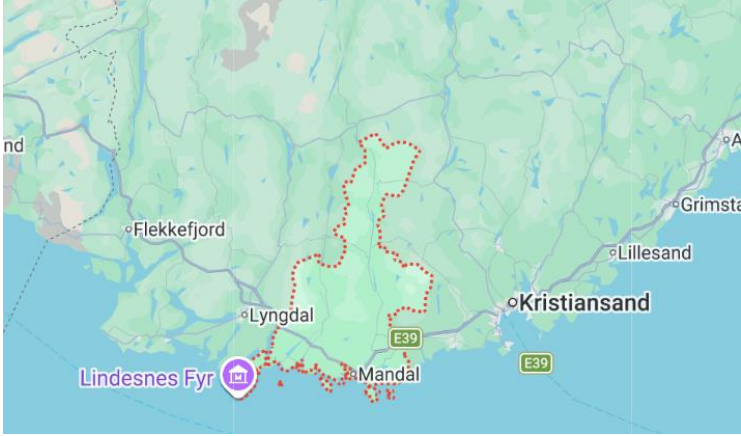 nd
A
Grimsta
Flekkefjord
Lillesand
Kristiansand
Lyngdal
E39
E39
Lindesnes Fyr
Mandal